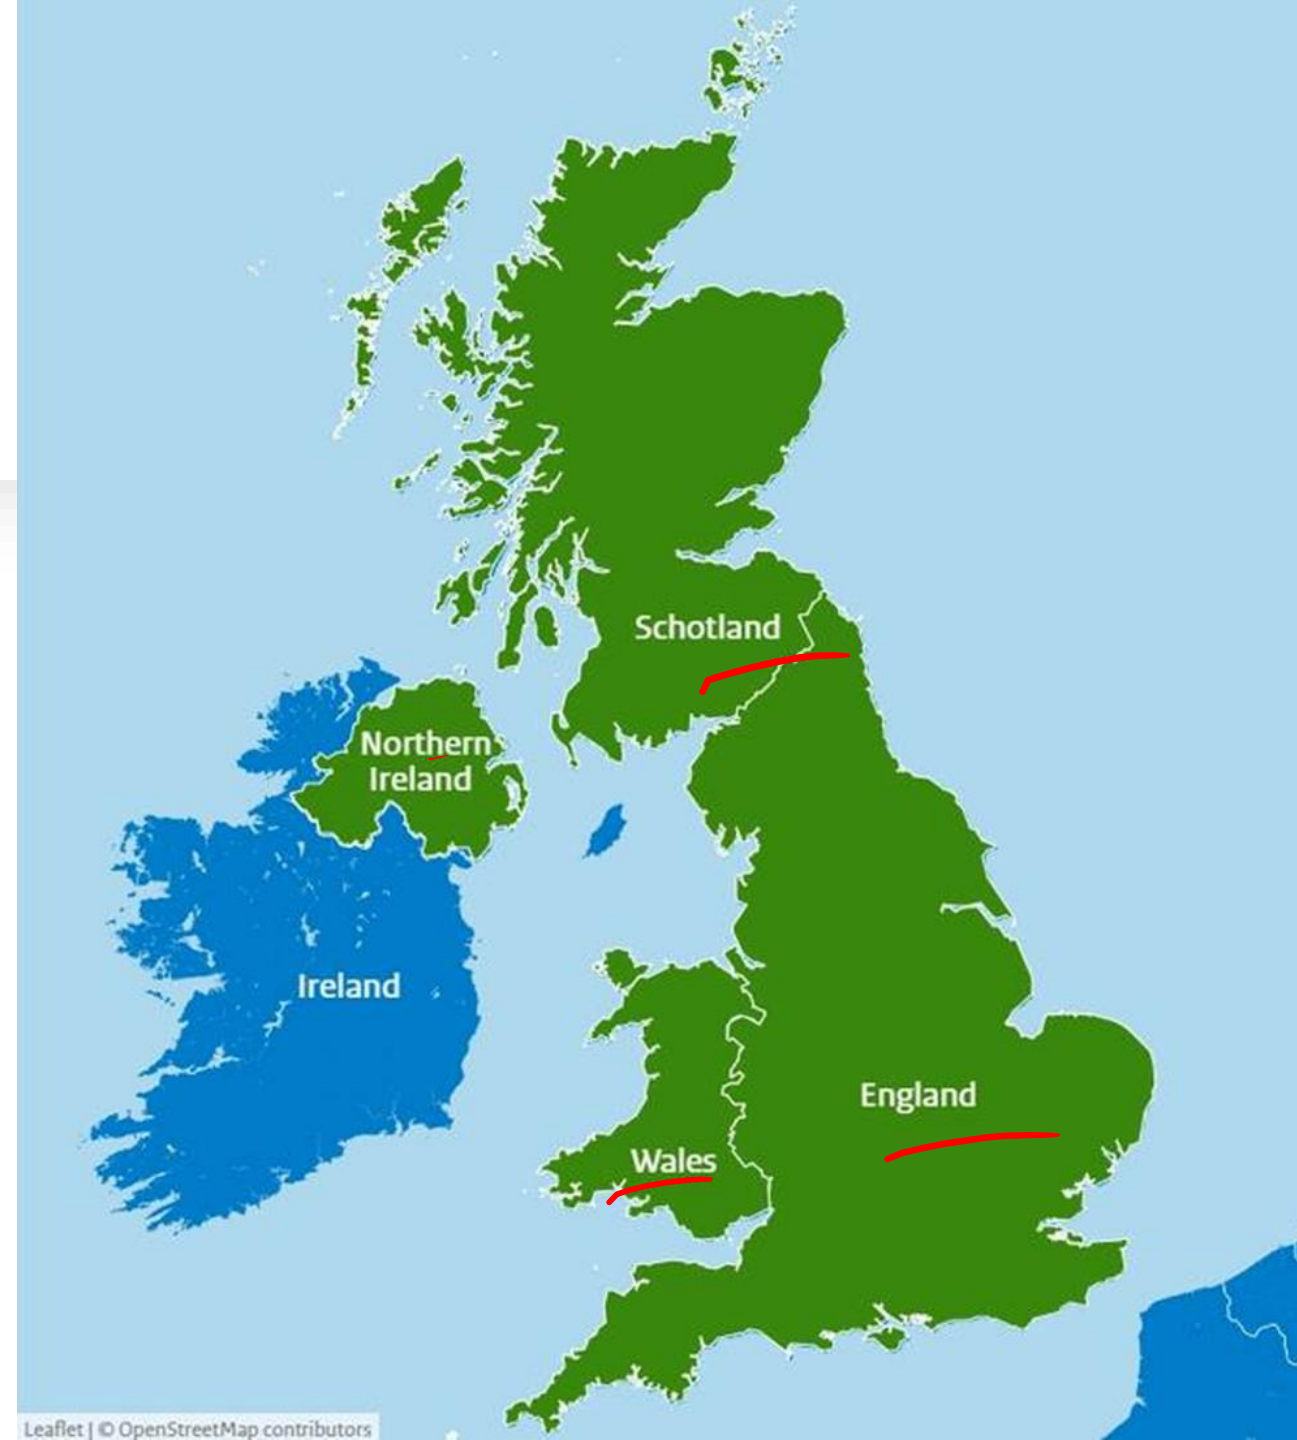 Schotland
Northern
Ireland
Ireland
England
Wales
Leaflet | © OpenStreetMap contributors